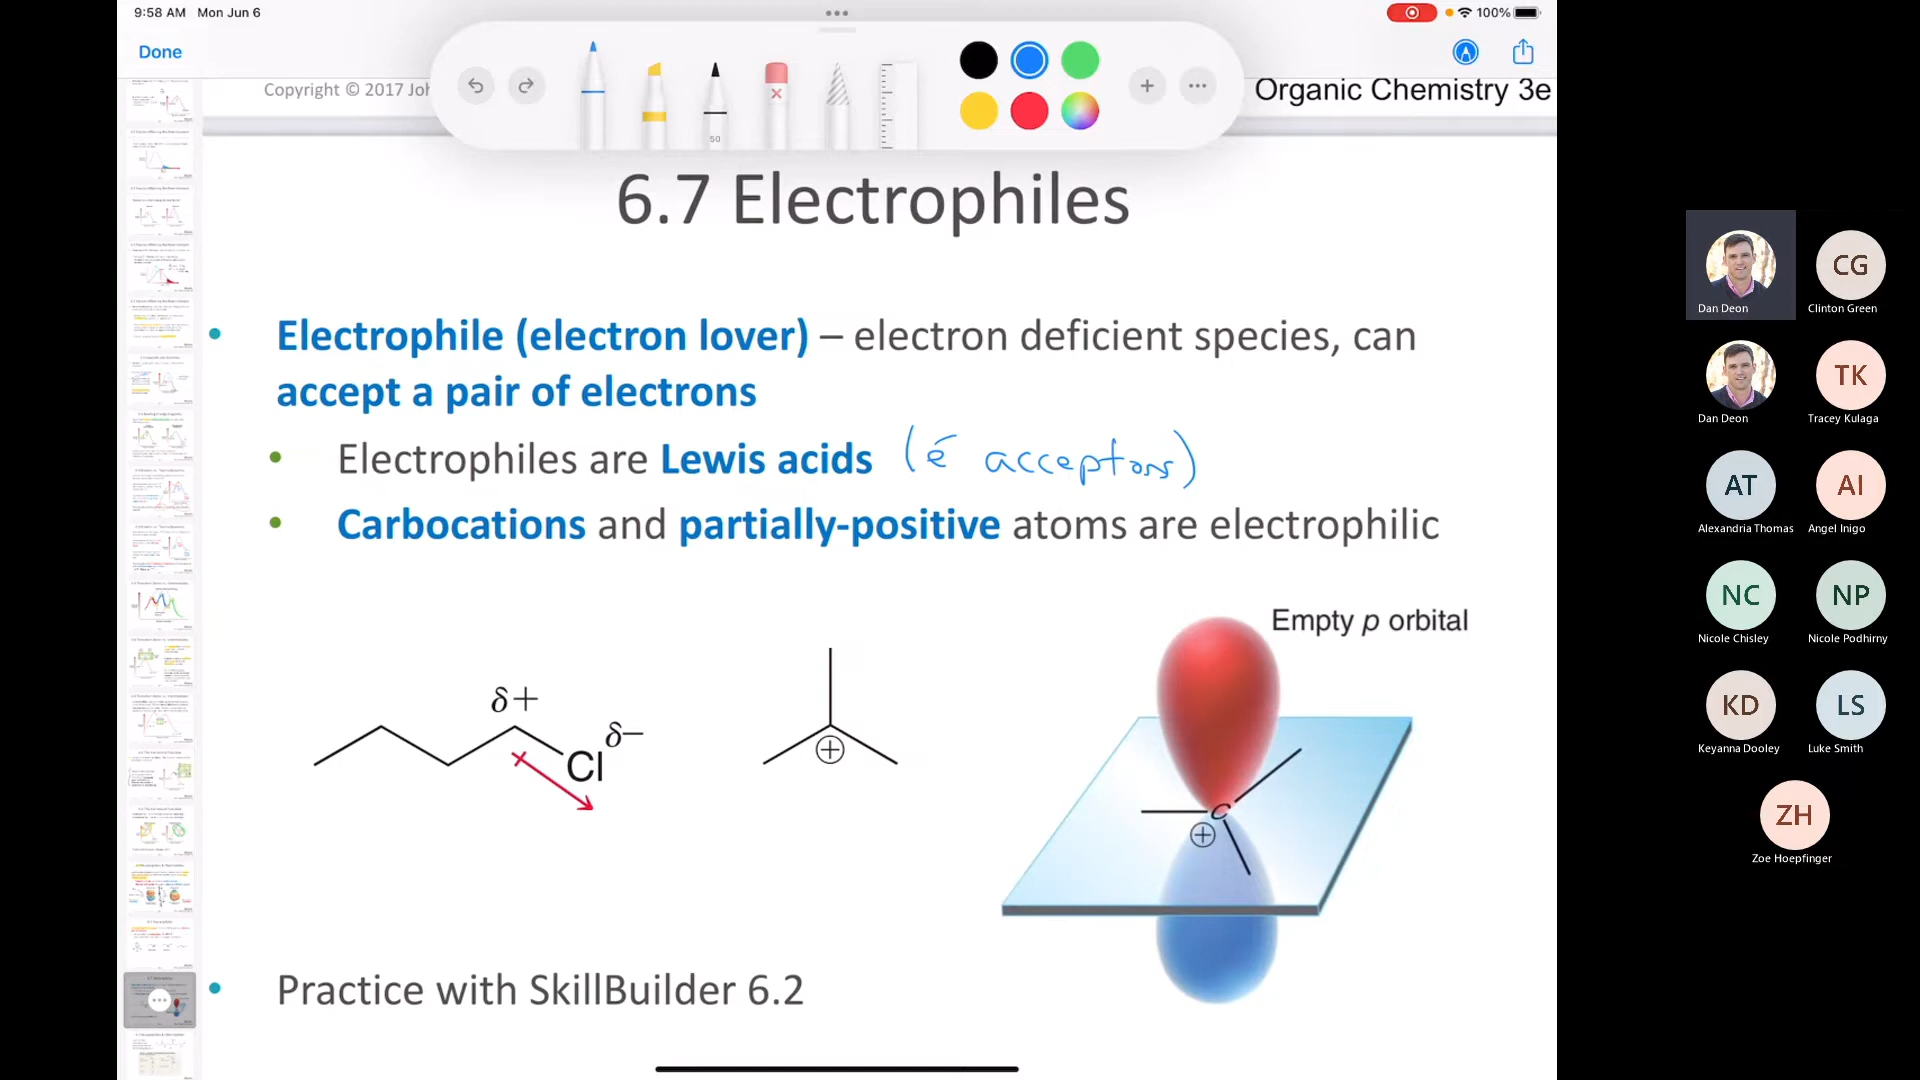 9:58 AM Mon Jun 6
100%
Done
Copyright © 2017 Joh
50
Organic Chemistry 3e
6.7 Electrophiles
• Electrophile (electron lover) – electron deficient species, can
accept a pair of electrons
• Electrophiles are Lewis acids (e⁻ acceptors)
• Carbocations and partially-positive atoms are electrophilic
Empty p orbital
δ+
δ–
Cl
+
C
+
• Practice with SkillBuilder 6.2
Dan Deon
CG
Clinton Green
Dan Deon
TK
Tracey Kulaga
AT
Alexandria Thomas
AI
Angel Inigo
NC
Nicole Chisley
NP
Nicole Podhirny
KD
Keyanna Dooley
LS
Luke Smith
ZH
Zoe Hoepfinger